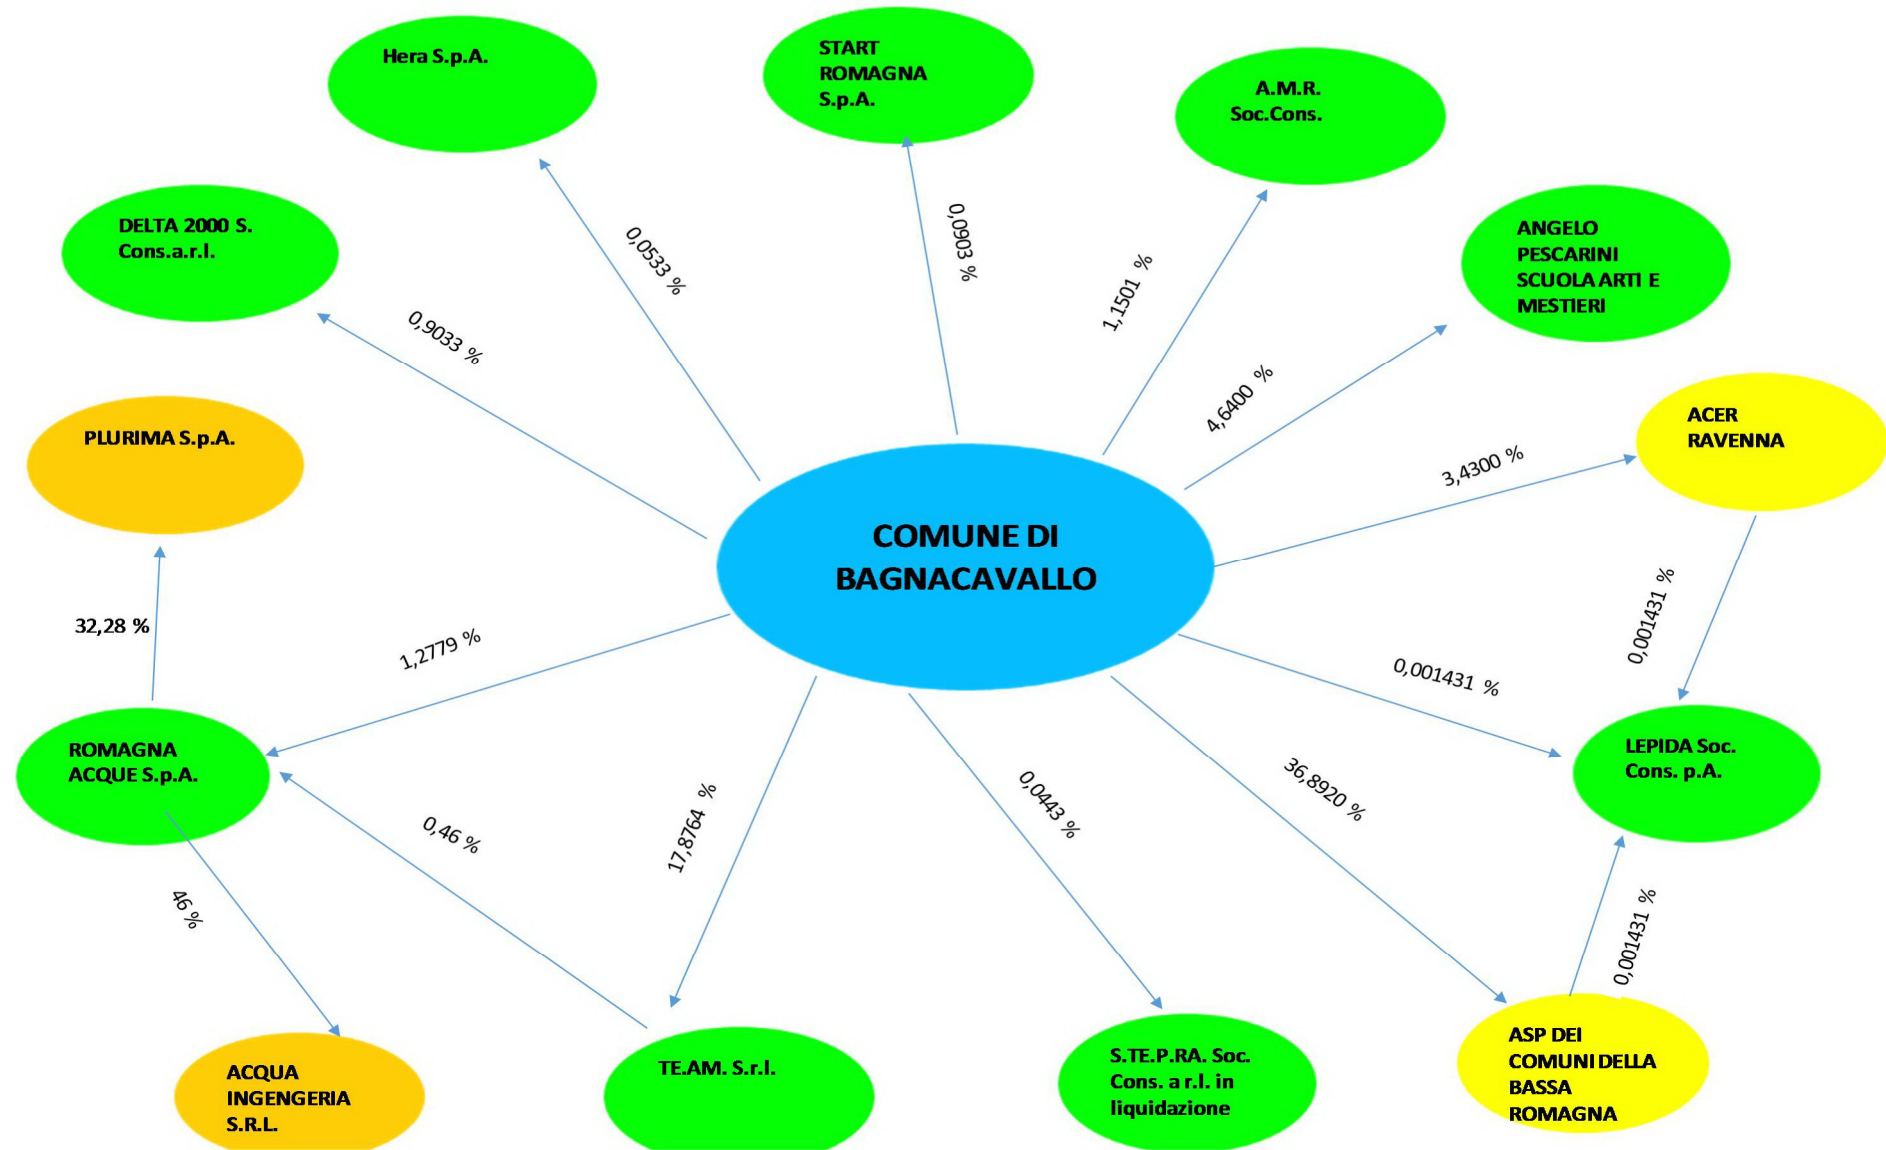 Hera S.p.A.
START
ROMAGNA
S.p.A.
A.M.R.
Soc.Cons.
DELTA 2000 S.
Cons.a.r.l.
ANGELO
PESCARINI
SCUOLA ARTI E
MESTIERI
0,0533 %
0,0903 %
1,1501 %
0,9033 %
4,6400 %
PLURIMA S.p.A.
ACER
RAVENNA
3,4300 %
COMUNE DI
BAGNACAVALLO
32,28 %
1,2779 %
0,001431 %
0,001431 %
ROMAGNA
ACQUE S.p.A.
LEPIDA Soc.
Cons. p.A.
0,46 %
17,8764 %
0,0443 %
36,8920 %
46 %
0,001431 %
ACQUA
INGENGERIA
S.R.L.
TE.AM. S.r.l.
S.TE.P.RA. Soc.
Cons. a r.l. in
liquidazione
ASP DEI
COMUNI DELLA
BASSA
ROMAGNA